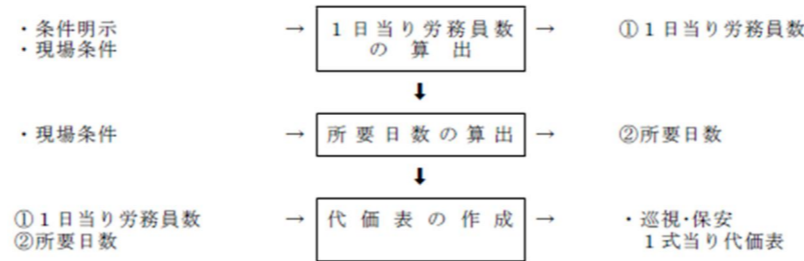 ・条件明示 → 1日当り労務員数 → ①1日当り労務員数
・現場条件 の算出
⬇
・現場条件 → 所要日数の算出 → ②所要日数
⬇
①1日当り労務員数 → 代価表の作成 → ・巡視・保安
②所要日数 1式当り代価表